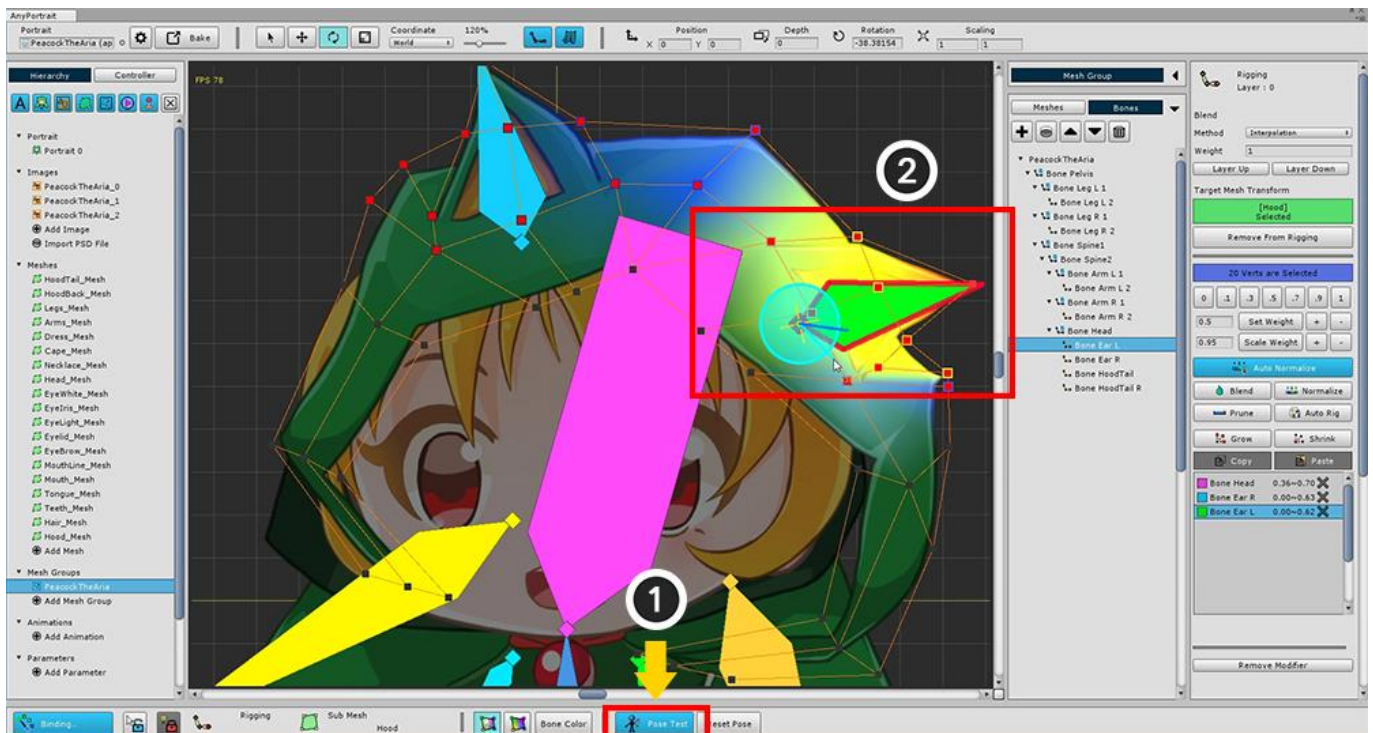 AnyPortrait
Portrait
PeacockTheAria (ap
Bake
Coordinate
World
120%
Position
X 0 Y 0
Depth
0
Rotation
-38.38154
Scaling
1 1
Hierarchy Controller
Portrait
Portrait 0
Images
PeacockTheAria_0
PeacockTheAria_1
PeacockTheAria_2
Add Image
Import PSD File
Meshes
HoodTail_Mesh
HoodBack_Mesh
Legs_Mesh
Arms_Mesh
Dress_Mesh
Cape_Mesh
Necklace_Mesh
Head_Mesh
EyeWhite_Mesh
EyeIris_Mesh
EyeLight_Mesh
Eyelid_Mesh
EyeBrow_Mesh
MouthLine_Mesh
Mouth_Mesh
Tongue_Mesh
Teeth_Mesh
Hair_Mesh
Hood_Mesh
Add Mesh
Mesh Groups
PeacockTheAria
Add Mesh Group
Animations
Add Animation
Parameters
Add Parameter
FPS 78
2
1
Mesh Group
Meshes Bones
PeacockTheAria
Bone Pelvis
Bone Leg L 1
Bone Leg L 2
Bone Leg R 1
Bone Leg R 2
Bone Spine1
Bone Spine2
Bone Arm L 1
Bone Arm L 2
Bone Arm R 1
Bone Arm R 2
Bone Head
Bone Ear L
Bone Ear R
Bone HoodTail
Bone HoodTail R
Rigging
Layer : 0
Blend
Method Interpolation
Weight 1
Layer Up Layer Down
Target Mesh Transform
[Hood]
Selected
Remove From Rigging
20 Verts are Selected
0 .1 .3 .5 .7 .9 1
0.5 Set Weight + -
0.95 Scale Weight + -
Auto Normalize
Blend Normalize
Prune Auto Rig
Grow Shrink
Copy Paste
Bone Head 0.36~0.70
Bone Ear R 0.00~0.63
Bone Ear L 0.00~0.62
Remove Modifier
Binding..
Rigging
Sub Mesh
Hood
Bone Color
Pose Test
Reset Pose